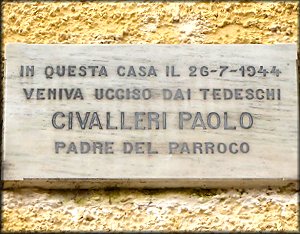 IN QUESTA CASA IL 26-7-1944
VENIVA UCCISO DAI TEDESCHI
CIVALLERI PAOLO
PADRE DEL PARROCO